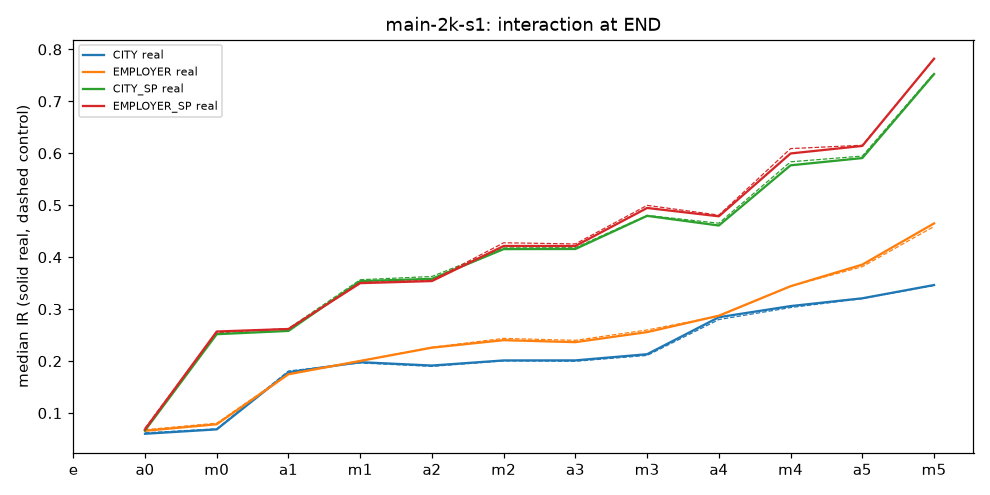 main-2k-s1: interaction at END
median IR (solid real, dashed control)
0.8
0.7
0.6
0.5
0.4
0.3
0.2
0.1
CITY real
EMPLOYER real
CITY_SP real
EMPLOYER_SP real
e a0 m0 a1 m1 a2 m2 a3 m3 a4 m4 a5 m5